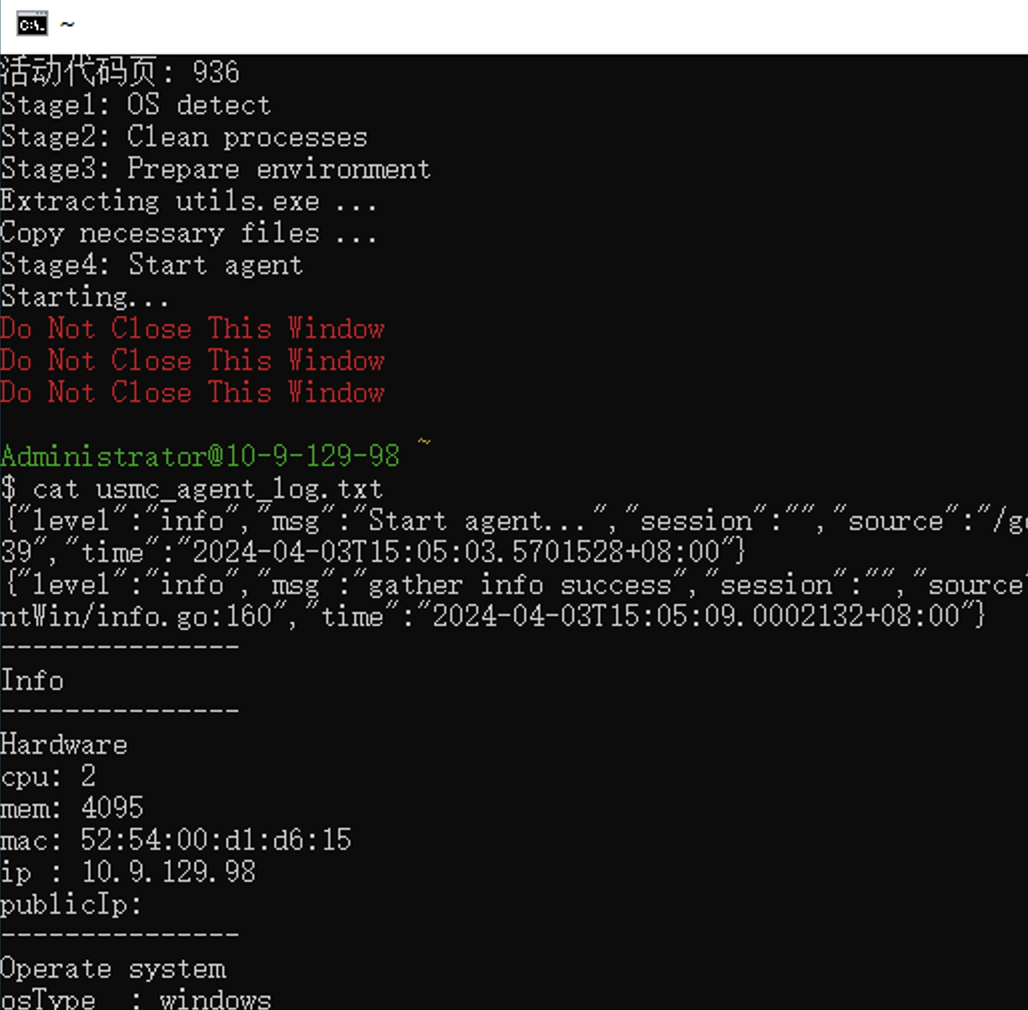 ~
活动代码页: 936
Stage1: OS detect
Stage2: Clean processes
Stage3: Prepare environment
Extracting utils.exe ...
Copy necessary files ...
Stage4: Start agent
Starting...
Do Not Close This Window
Do Not Close This Window
Do Not Close This Window
Administrator@10-9-129-98 ~
$ cat usmc_agent_log.txt
{"level":"info","msg":"Start agent...","session":"","source":"/g
39","time":"2024-04-03T15:05:03.5701528+08:00"}
{"level":"info","msg":"gather info success","session":"","source
ntWin/info.go:160","time":"2024-04-03T15:05:09.0002132+08:00"}
---------------
Info
---------------
Hardware
cpu: 2
mem: 4095
mac: 52:54:00:d1:d6:15
ip : 10.9.129.98
publicIp:
---------------
Operate system
osType  : windows